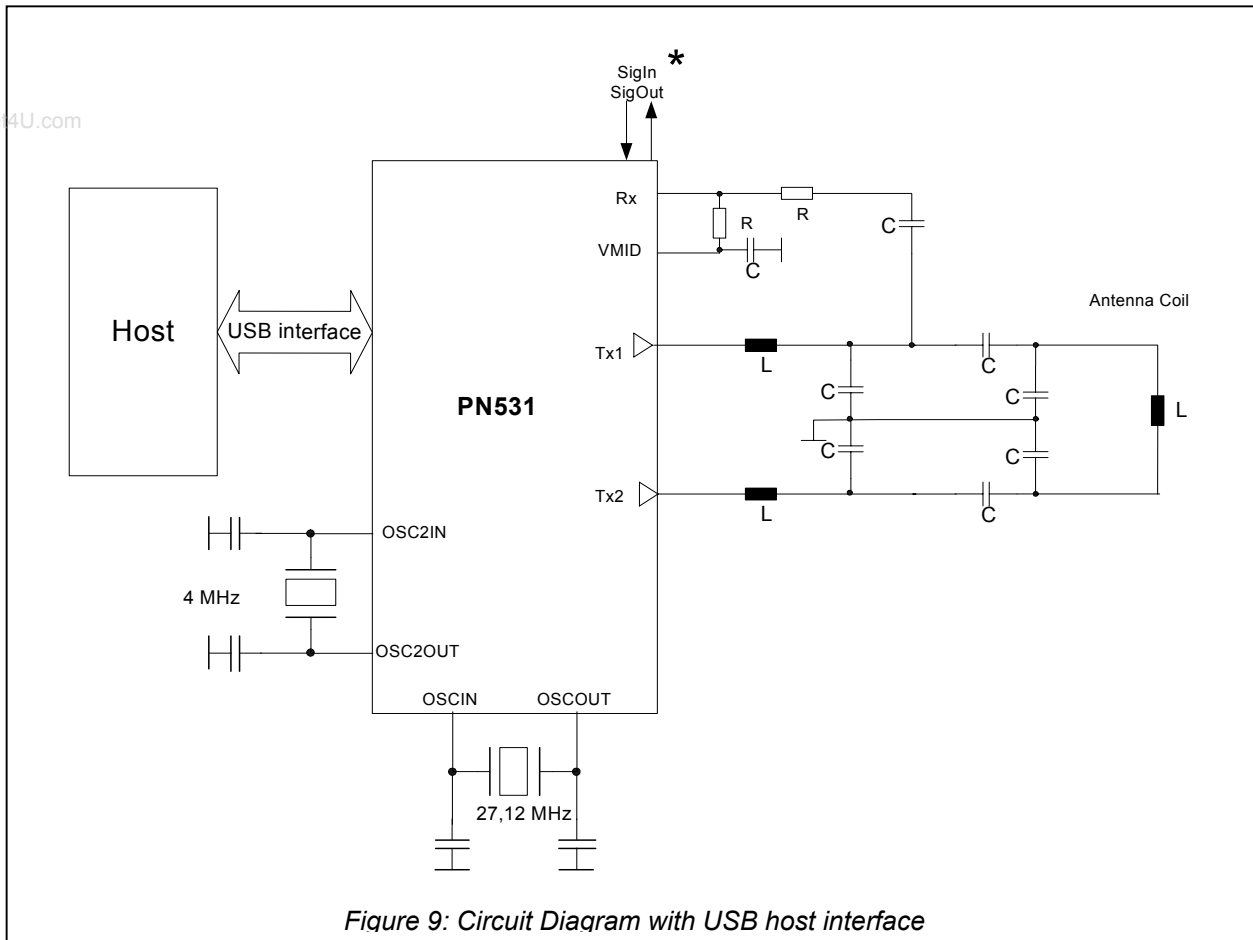 *
SigIn
SigOut
4U.com
Rx
R
R
C
VMID
C
Antenna Coil
Host
USB interface
Tx1
L
C
C
C
L
PN531
C
C
Tx2
L
C
OSC2IN
4 MHz
OSC2OUT
OSCIN
OSCOUT
27,12 MHz
Figure 9: Circuit Diagram with USB host interface